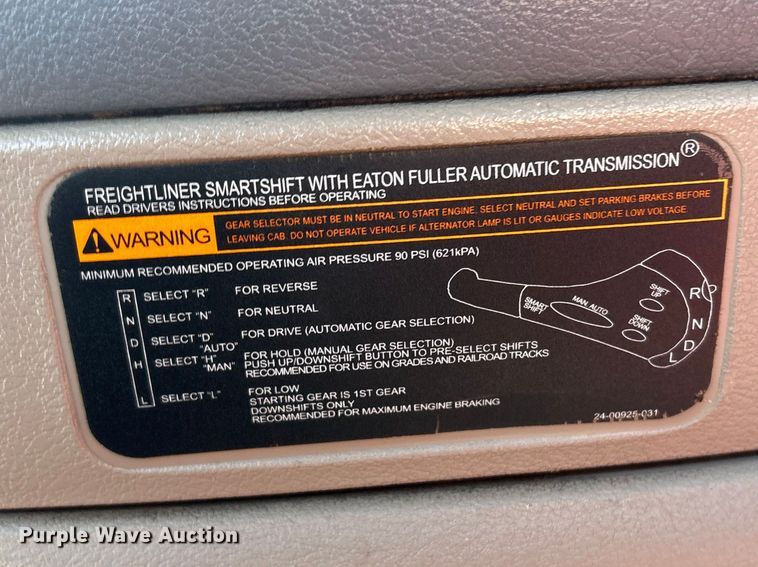 FREIGHTLINER SMARTSHIFT WITH EATON FULLER AUTOMATIC TRANSMISSION®
READ DRIVERS INSTRUCTIONS BEFORE OPERATING
WARNING
GEAR SELECTOR MUST BE IN NEUTRAL TO START ENGINE. SELECT NEUTRAL AND SET PARKING BRAKES BEFORE
LEAVING CAB. DO NOT OPERATE VEHICLE IF ALTERNATOR LAMP IS LIT OR GAUGES INDICATE LOW VOLTAGE
MINIMUM RECOMMENDED OPERATING AIR PRESSURE 90 PSI (621kPA)
R SELECT "R" FOR REVERSE
N SELECT "N" FOR NEUTRAL
D SELECT "D" FOR DRIVE (AUTOMATIC GEAR SELECTION)
"AUTO"
H SELECT "H" FOR HOLD (MANUAL GEAR SELECTION)
"MAN" PUSH UP/DOWNSHIFT BUTTON TO PRE-SELECT SHIFTS
RECOMMENDED FOR USE ON GRADES AND RAILROAD TRACKS
L SELECT "L" FOR LOW
STARTING GEAR IS 1ST GEAR
DOWNSHIFTS ONLY
RECOMMENDED FOR MAXIMUM ENGINE BRAKING
SMART
SHIFT
MAN AUTO
SHIFT
UP
SHIFT
DOWN
R
N
D
L
24-00925-031
Purple Wave Auction